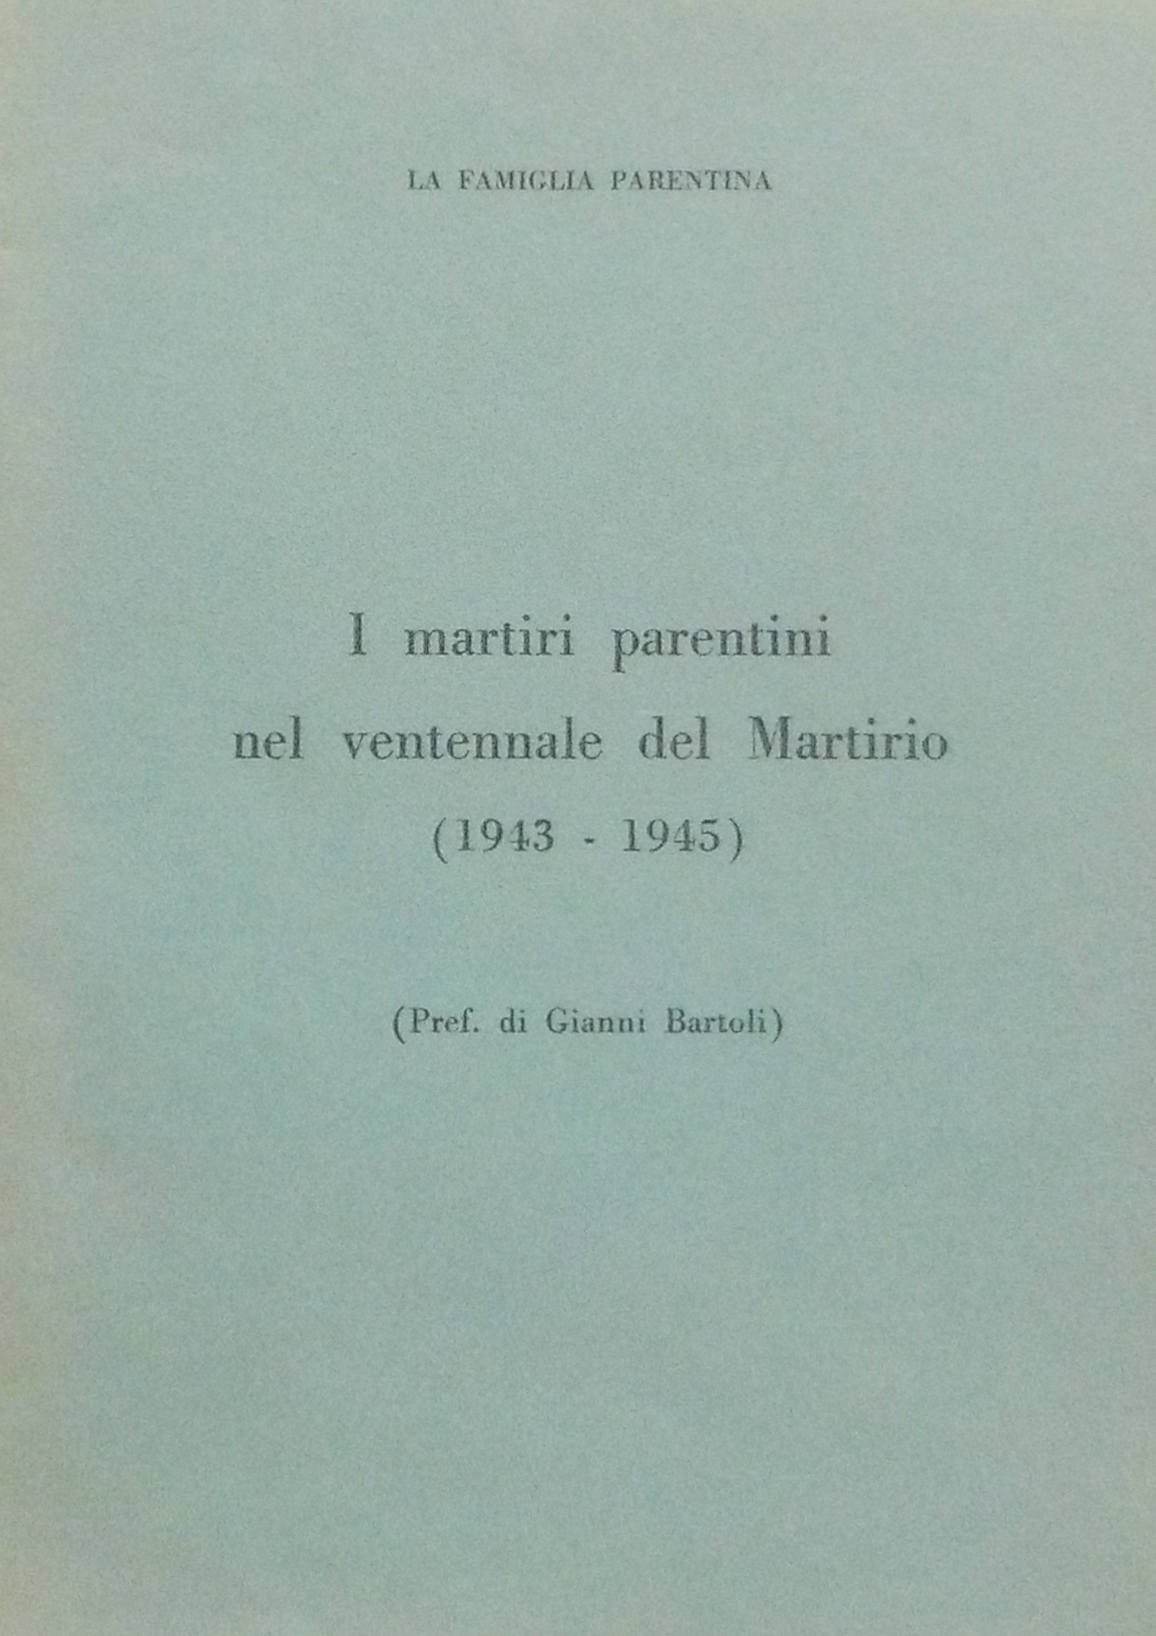 LA FAMIGLIA PARENTINA
I martiri parentini
nel ventennale del Martirio
(1943 - 1945)
(Pref. di Gianni Bartoli)